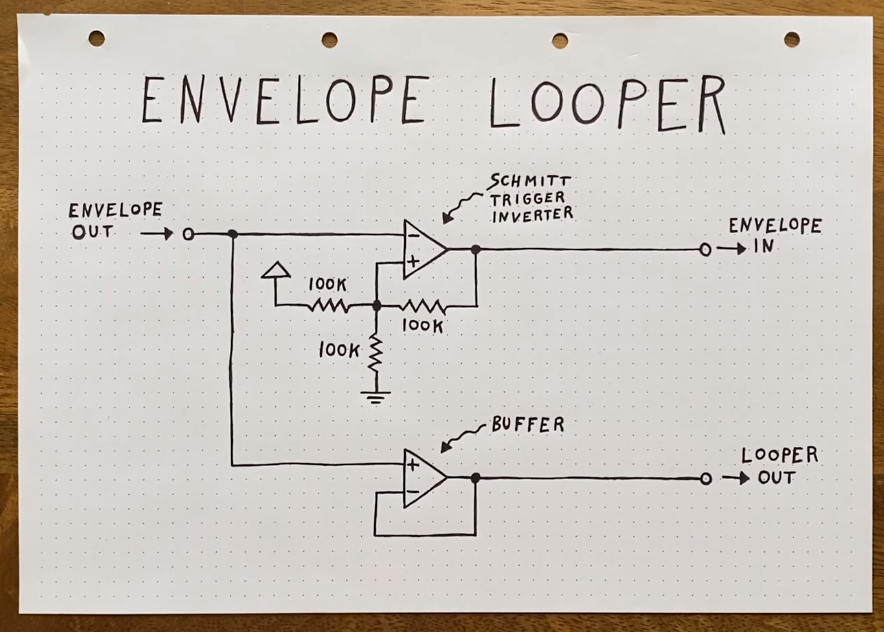 ENVELOPE LOOPER
SCHMITT
TRIGGER
INVERTER
ENVELOPE
OUT
ENVELOPE
IN
-
+
100K
100K
100K
BUFFER
+
-
LOOPER
OUT